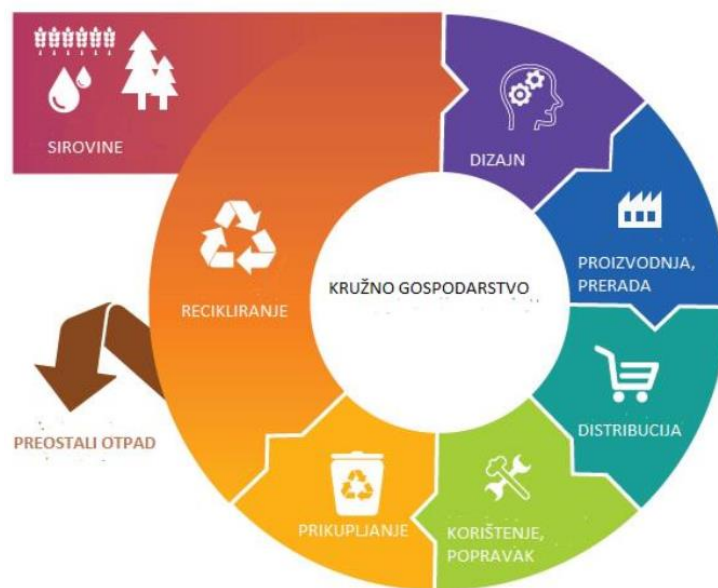 SIROVINE
DIZAJN
PROIZVODNJA,
PRERADA
DISTRIBUCIJA
KORIŠTENJE,
POPRAVAK
PRIKUPLJANJE
RECIKLIRANJE
PREOSTALI OTPAD
KRUŽNO GOSPODARSTVO